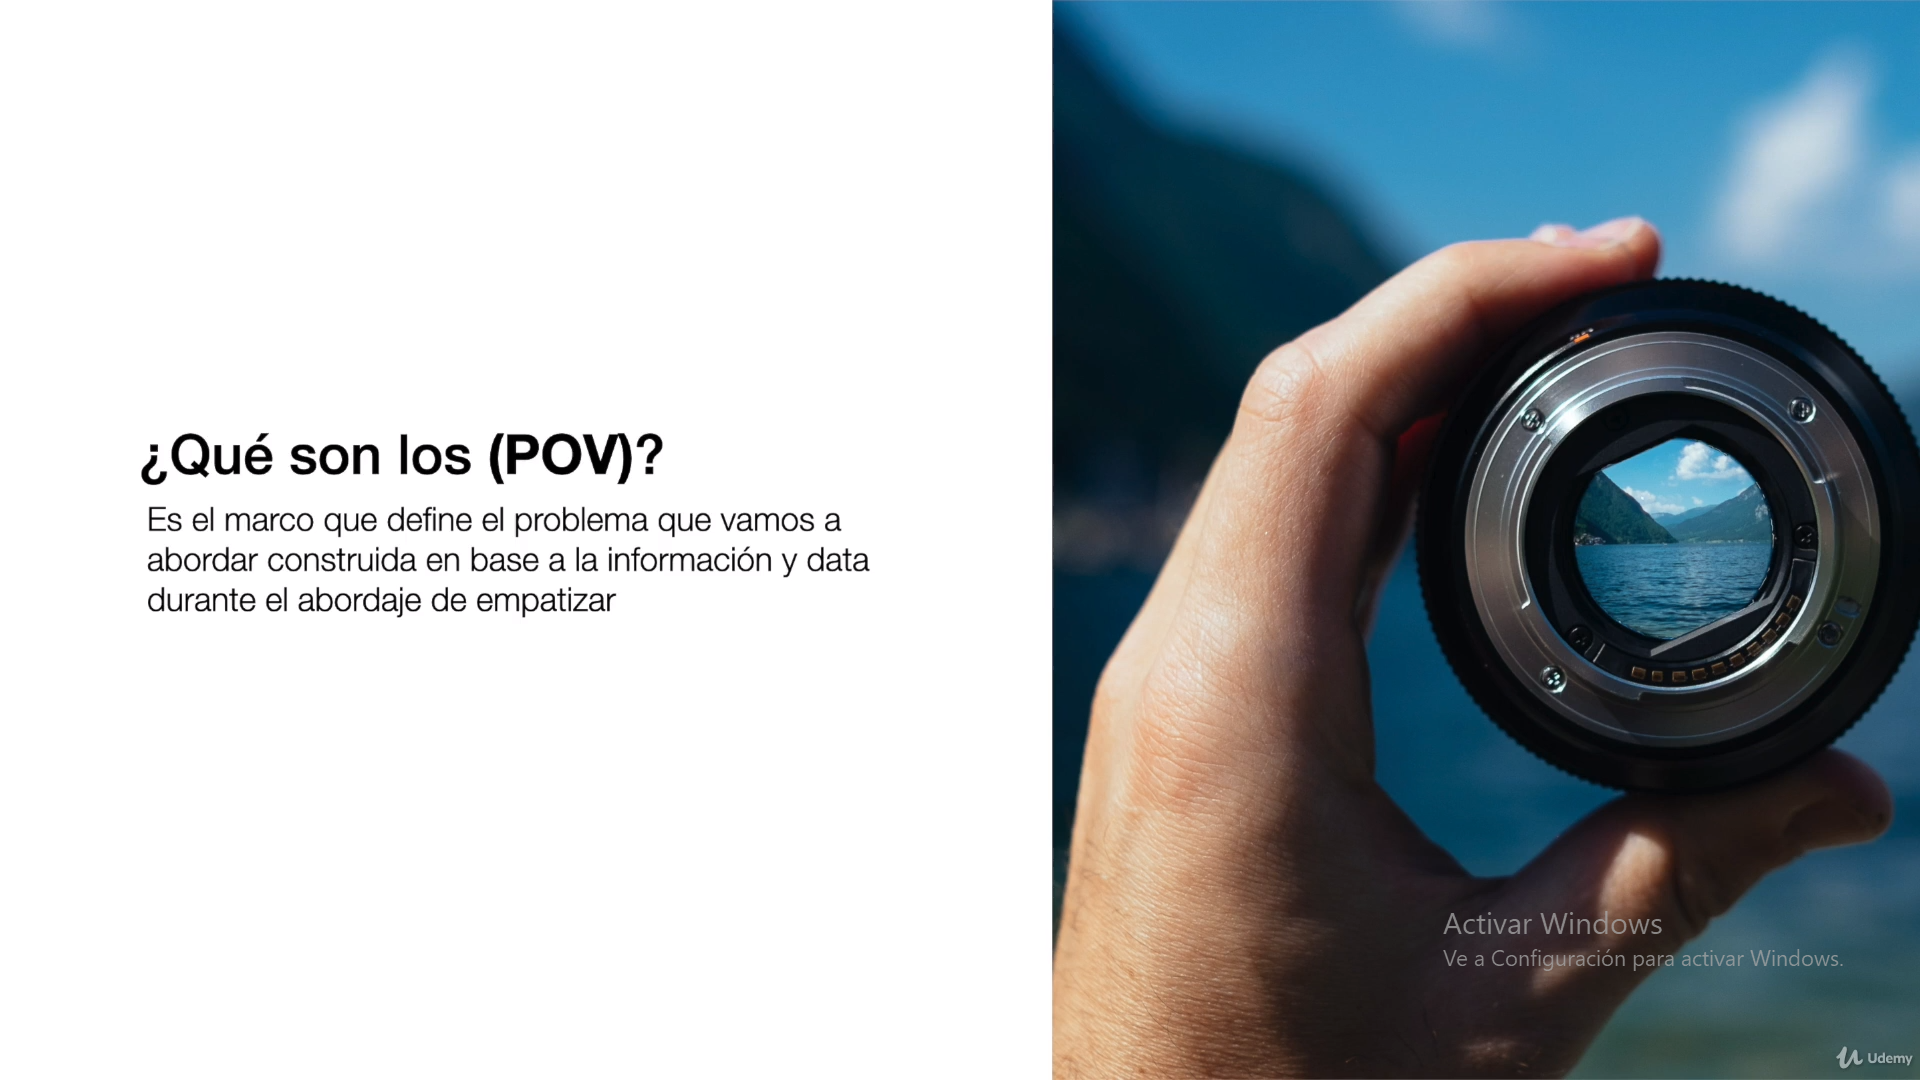 ¿Qué son los (POV)?
Es el marco que define el problema que vamos a
abordar construida en base a la información y data
durante el abordaje de empatizar
Activar Windows
Ve a Configuración para activar Windows.
Udemy